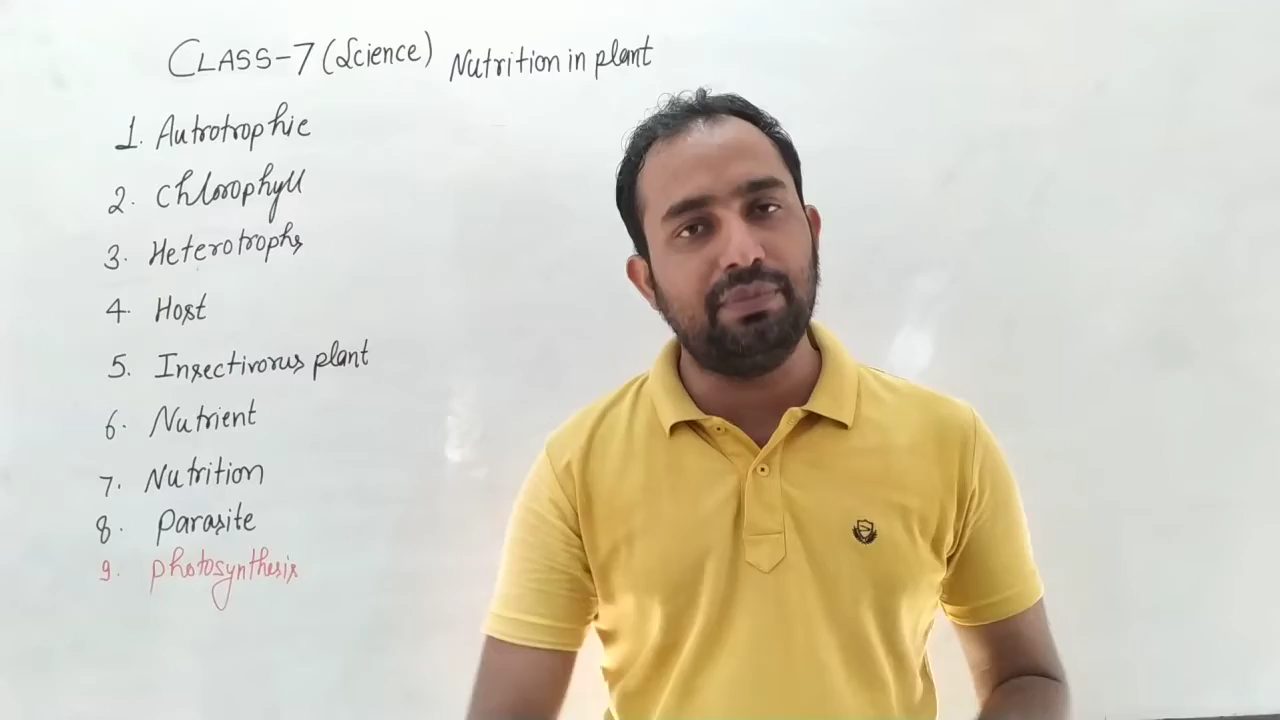 CLASS-7 (Science) Nutrition in plant
1. Autrotrophie
2. Chlorophyll
3. Heterotrophs
4. Host
5. Insectivorus plant
6. Nutrient
7. Nutrition
8. Parasite
9. photosynthesis